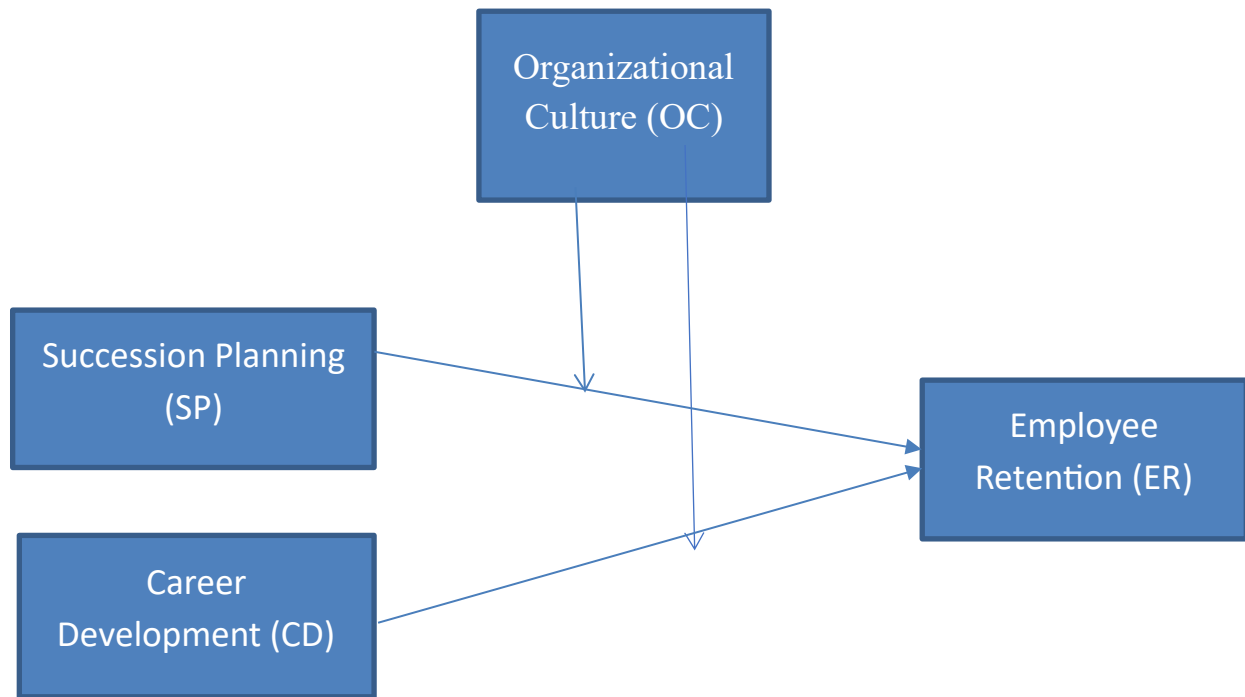 Organizational
Culture (OC)
Succession Planning
(SP)
Employee
Retention (ER)
Career
Development (CD)